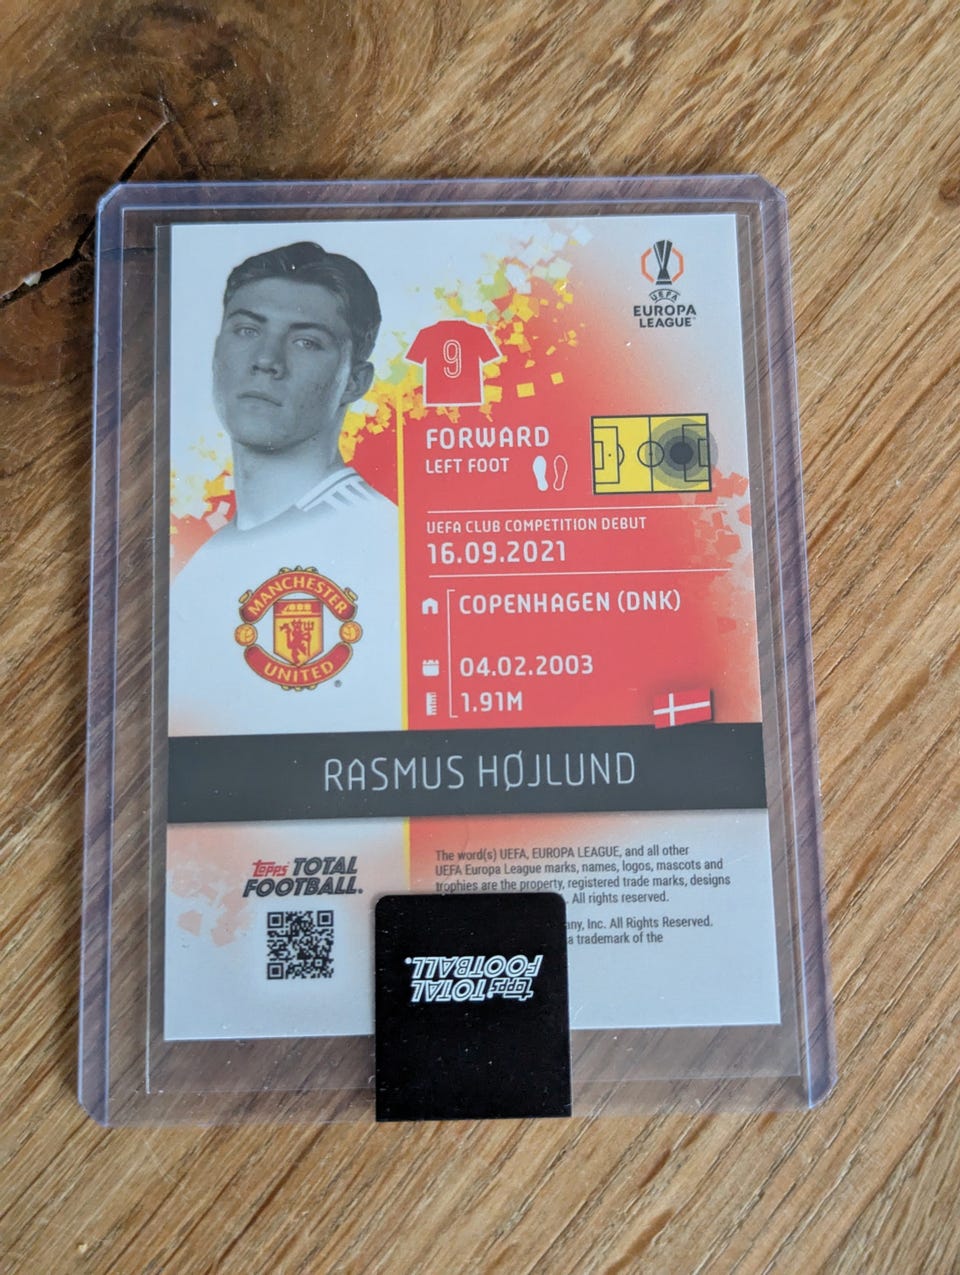 UEFA
EUROPA
LEAGUE™
9
FORWARD
LEFT FOOT
UEFA CLUB COMPETITION DEBUT
16.09.2021
MANCHESTER
UNITED
®
COPENHAGEN (DNK)
04.02.2003
1.91M
RASMUS HØJLUND
topps TOTAL
FOOTBALL.
The word(s) UEFA, EUROPA LEAGUE, and all other
UEFA Europa League marks, names, logos, mascots and
trophies are the property, registered trade marks, designs
. All rights reserved.
any, Inc. All Rights Reserved.
a trademark of the
topps TOTAL
FOOTBALL.